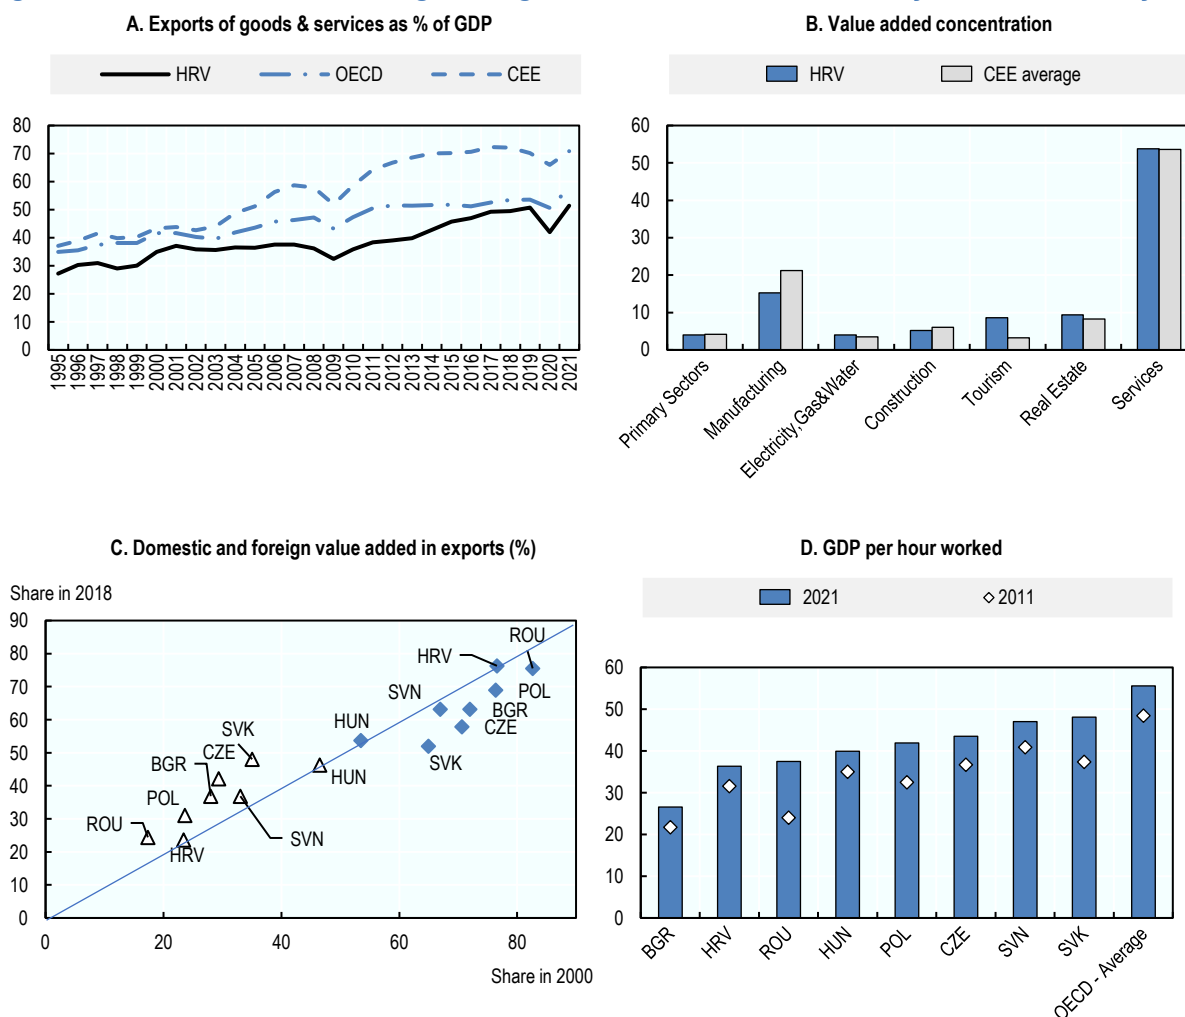 A. Exports of goods & services as % of GDP
HRV OECD CEE
80
70
60
50
40
30
20
10
0
1995 1996 1997 1998 1999 2000 2001 2002 2003 2004 2005 2006 2007 2008 2009 2010 2011 2012 2013 2014 2015 2016 2017 2018 2019 2020 2021
B. Value added concentration
HRV CEE average
60
50
40
30
20
10
0
Primary Sectors
Manufacturing
Electricity,Gas&Water
Construction
Tourism
Real Estate
Services
C. Domestic and foreign value added in exports (%)
Share in 2018
90
80
70
60
50
40
30
20
10
0
ROU
HRV
SVN
POL
BGR
HUN
CZE
SVK
SVK
CZE
BGR
HUN
POL
ROU
SVN
HRV
0 20 40 60 80
Share in 2000
D. GDP per hour worked
2021 2011
60
50
40
30
20
10
0
BGR
HRV
ROU
HUN
POL
CZE
SVN
SVK
OECD - Average